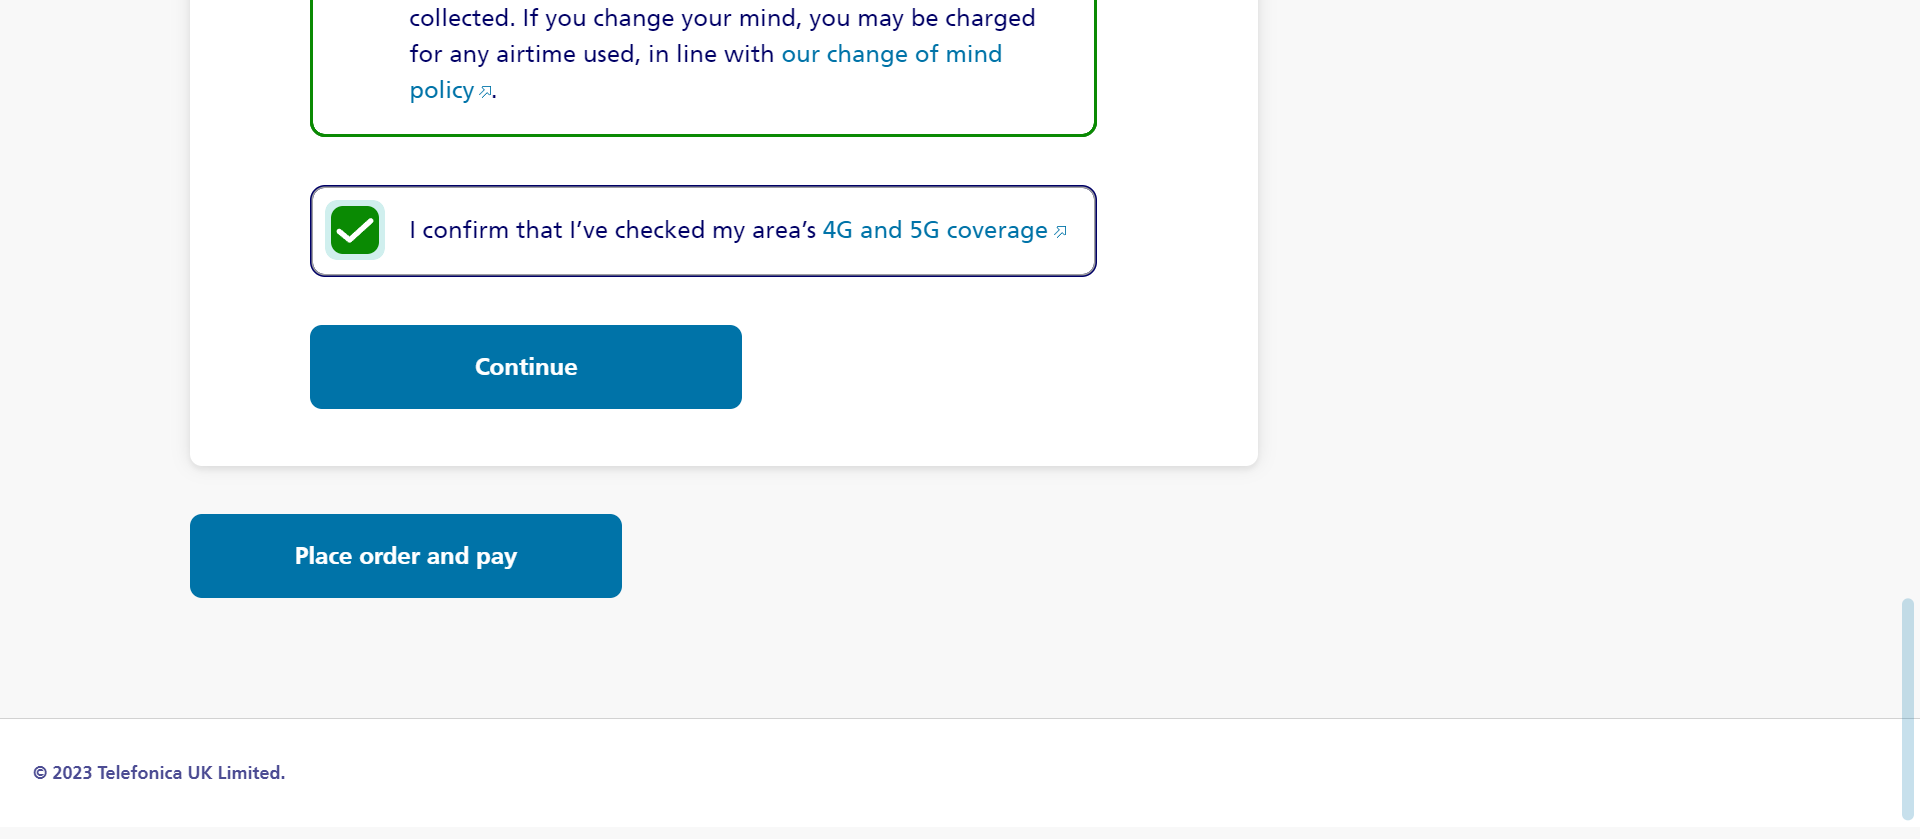 collected. If you change your mind, you may be charged
for any airtime used, in line with our change of mind
policy.
I confirm that I’ve checked my area’s 4G and 5G coverage
Continue
Place order and pay
© 2023 Telefonica UK Limited.